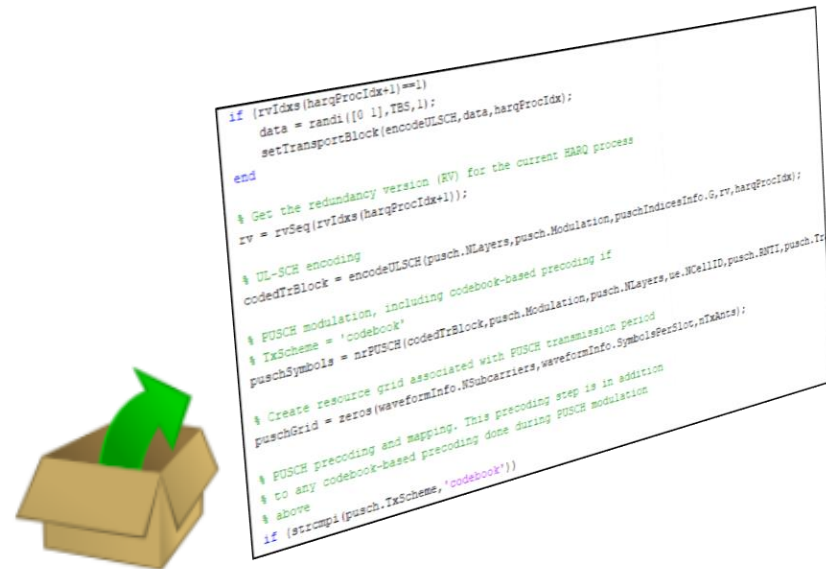 if (rvIdxs(harqProcIdx+1)==1)
data = randi([0 1],TBS,1);
setTransportBlock(encodeULSCH,data,harqProcIdx);
end
% Get the redundancy version (RV) for the current HARQ process
rv = rvSeq(rvIdxs(harqProcIdx+1));
% UL-SCH encoding
codedTrBlock = encodeULSCH(pusch.NLayers,pusch.Modulation,puschIndicesInfo.G,rv,harqProcIdx);
% PUSCH modulation, including codebook-based precoding if
% TxScheme = 'codebook'
puschSymbols = nrPUSCH(codedTrBlock,pusch.Modulation,pusch.NLayers,ue.NCellID,pusch.RNTI,pusch.Tr
% Create resource grid associated with PUSCH transmission period
puschGrid = zeros(waveformInfo.NSubcarriers,waveformInfo.SymbolsPerSlot,nTxAnts);
% PUSCH precoding and mapping. This precoding step is in addition
% to any codebook-based precoding done during PUSCH modulation
% above
if (strcmpi(pusch.TxScheme,'codebook'))